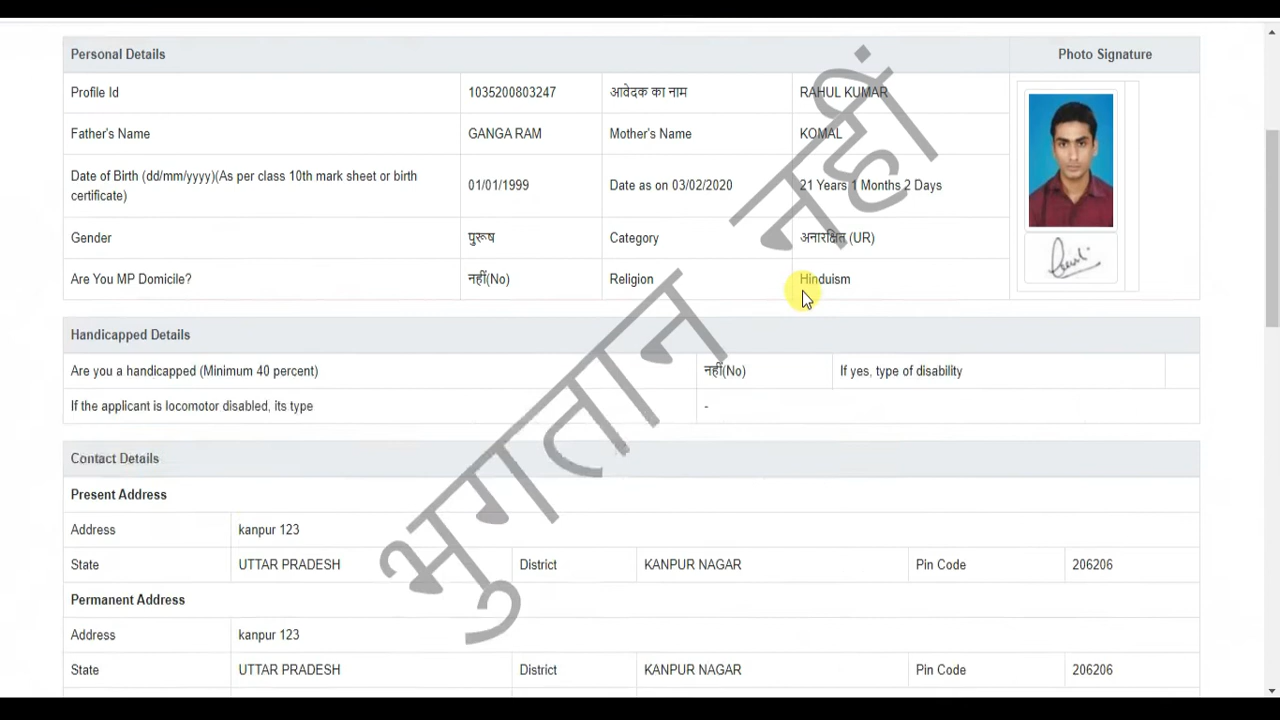 Personal Details Photo Signature
Profile Id 1035200803247 आवेदक का नाम RAHUL KUMAR
Father's Name GANGA RAM Mother's Name KOMAL
Date of Birth (dd/mm/yyyy)(As per class 10th mark sheet or birth
certificate) 01/01/1999 Date as on 03/02/2020 21 Years 1 Months 2 Days
Gender पुरूष Category अनारक्षित (UR)
Are You MP Domicile? नहीं(No) Religion Hinduism
Handicapped Details
Are you a handicapped (Minimum 40 percent) नहीं(No) If yes, type of disability
If the applicant is locomotor disabled, its type -
Contact Details
Present Address
Address kanpur 123
State UTTAR PRADESH District KANPUR NAGAR Pin Code 206206
Permanent Address
Address kanpur 123
State UTTAR PRADESH District KANPUR NAGAR Pin Code 206206
भुगतान नहीं